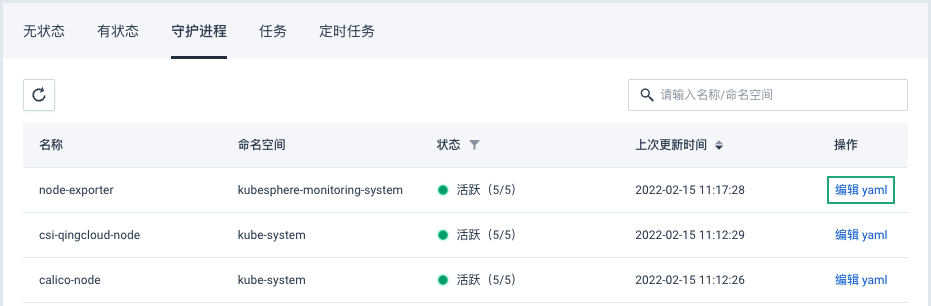 无状态 有状态 守护进程 任务 定时任务
请输入名称/命名空间
名称 命名空间 状态 上次更新时间 操作
node-exporter kubesphere-monitoring-system 活跃（5/5） 2022-02-15 11:17:28 编辑 yaml
csi-qingcloud-node kube-system 活跃（5/5） 2022-02-15 11:12:29 编辑 yaml
calico-node kube-system 活跃（5/5） 2022-02-15 11:12:26 编辑 yaml